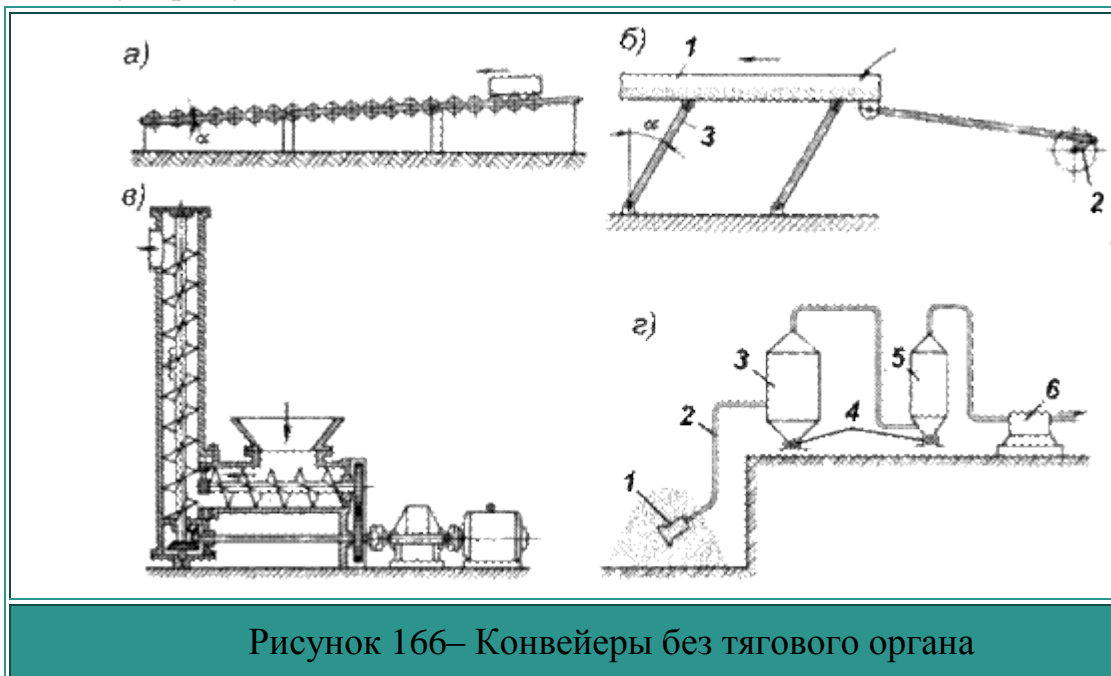 а)
α
б)
1
α
3
2
в)
г)
3
5
6
4
2
1
Рисунок 166– Конвейеры без тягового органа